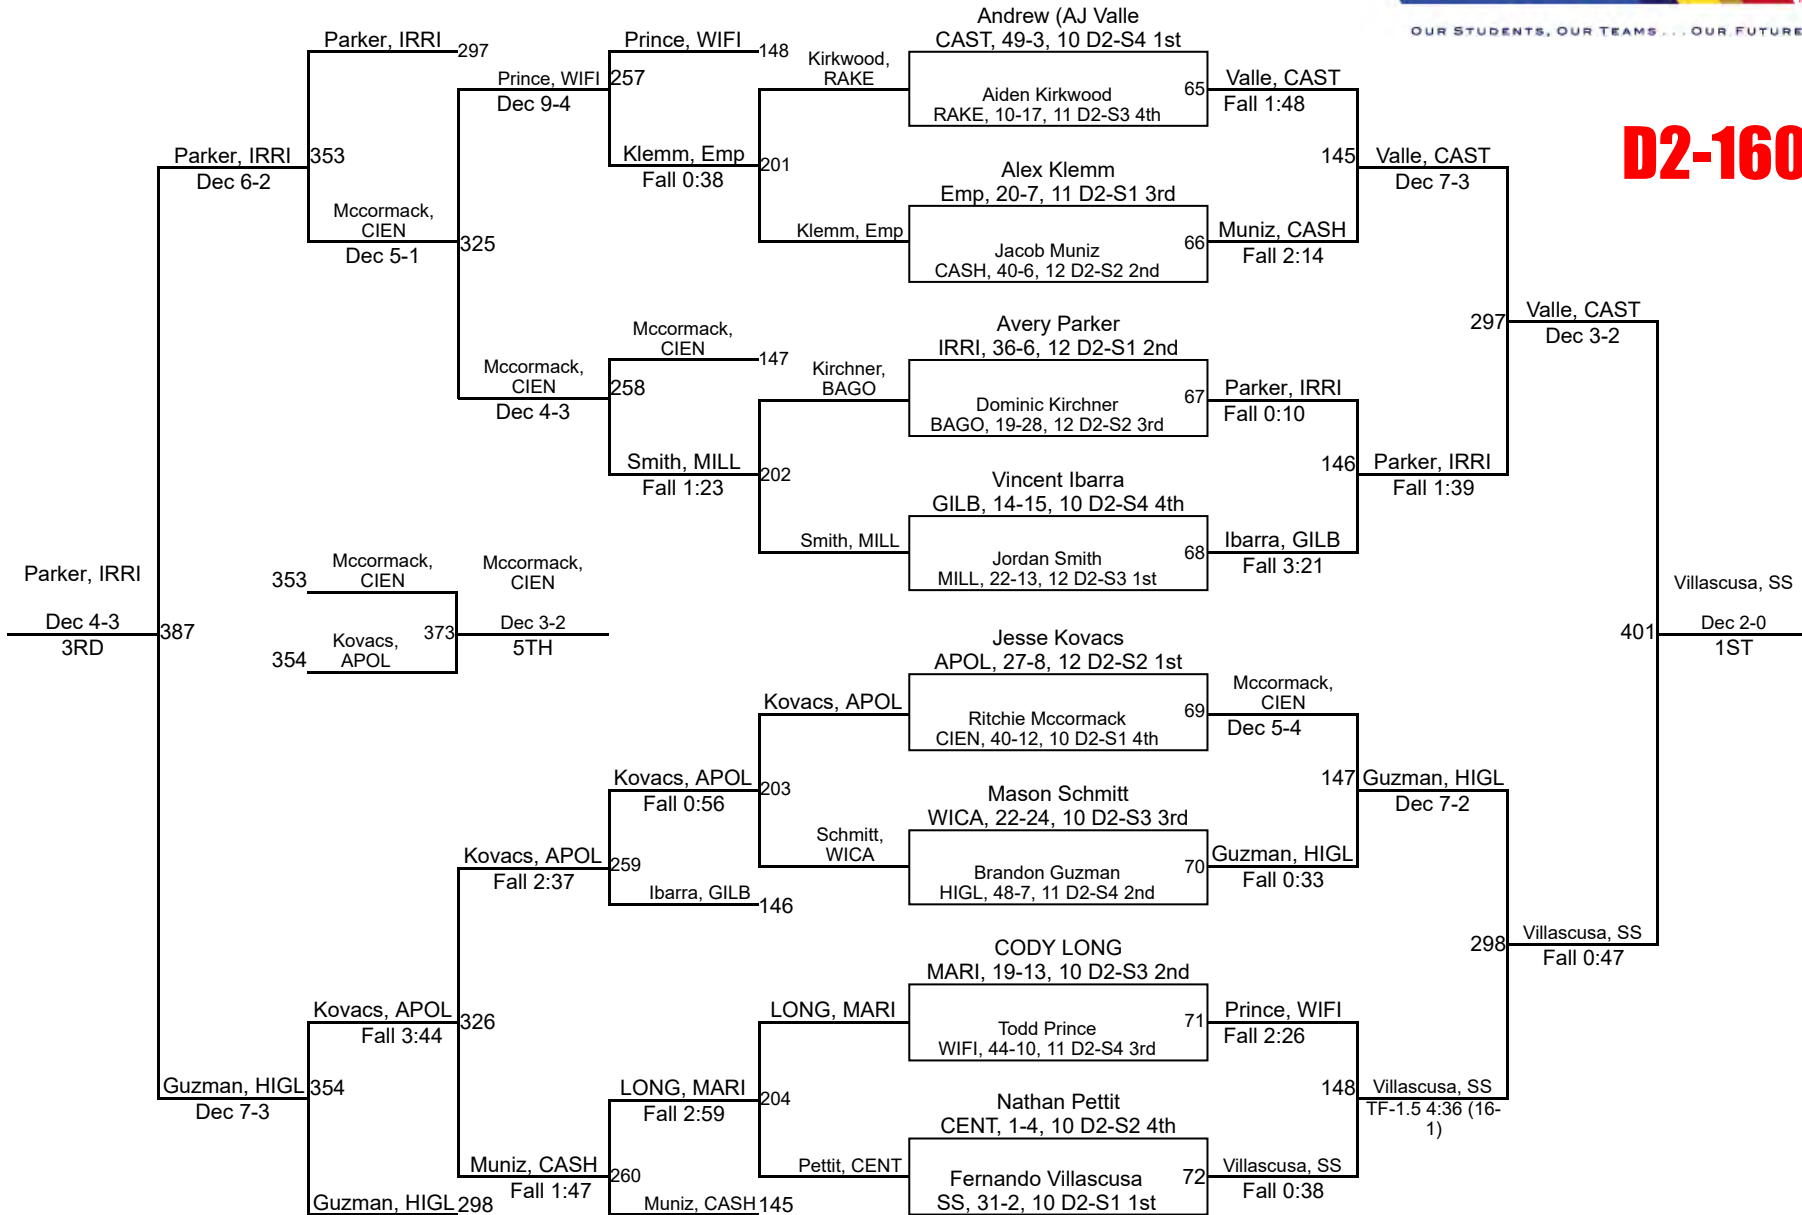 OUR STUDENTS, OUR TEAMS . . . OUR FUTURE
D2-160
Parker, IRRI
297
Parker, IRRI
Dec 6-2
353
Mccormack,
CIEN
Dec 5-1
325
Prince, WIFI
Dec 9-4
257
Prince, WIFI
148
Klemm, Emp
Fall 0:38
201
Kirkwood,
RAKE
Klemm, Emp
Mccormack,
CIEN
Dec 4-3
258
Mccormack,
CIEN
147
Smith, MILL
Fall 1:23
202
Kirchner,
BAGO
Smith, MILL
Parker, IRRI
Dec 4-3
3RD
387
353
Mccormack,
CIEN
354
Kovacs,
APOL
373
Mccormack,
CIEN
Dec 3-2
5TH
Kovacs, APOL
Schmitt,
WICA
203
Kovacs, APOL
Fall 0:56
259
Ibarra, GILB
146
Kovacs, APOL
Fall 2:37
326
Kovacs, APOL
Fall 3:44
Guzman, HIGL
Dec 7-3
354
Guzman, HIGL
298
LONG, MARI
Pettit, CENT
204
LONG, MARI
Fall 2:59
260
Muniz, CASH
145
Muniz, CASH
Fall 1:47
Andrew (AJ Valle
CAST, 49-3, 10 D2-S4 1st
Aiden Kirkwood
RAKE, 10-17, 11 D2-S3 4th
65
Alex Klemm
Emp, 20-7, 11 D2-S1 3rd
Jacob Muniz
CASH, 40-6, 12 D2-S2 2nd
66
Avery Parker
IRRI, 36-6, 12 D2-S1 2nd
Dominic Kirchner
BAGO, 19-28, 12 D2-S2 3rd
67
Vincent Ibarra
GILB, 14-15, 10 D2-S4 4th
Jordan Smith
MILL, 22-13, 12 D2-S3 1st
68
Jesse Kovacs
APOL, 27-8, 12 D2-S2 1st
Ritchie Mccormack
CIEN, 40-12, 10 D2-S1 4th
69
Mason Schmitt
WICA, 22-24, 10 D2-S3 3rd
Brandon Guzman
HIGL, 48-7, 11 D2-S4 2nd
70
CODY LONG
MARI, 19-13, 10 D2-S3 2nd
Todd Prince
WIFI, 44-10, 11 D2-S4 3rd
71
Nathan Pettit
CENT, 1-4, 10 D2-S2 4th
Fernando Villascusa
SS, 31-2, 10 D2-S1 1st
72
Valle, CAST
Fall 1:48
Muniz, CASH
Fall 2:14
145
Valle, CAST
Dec 7-3
Parker, IRRI
Fall 0:10
Ibarra, GILB
Fall 3:21
146
Parker, IRRI
Fall 1:39
297
Valle, CAST
Dec 3-2
Mccormack,
CIEN
Dec 5-4
Guzman, HIGL
Fall 0:33
147
Guzman, HIGL
Dec 7-2
Prince, WIFI
Fall 2:26
Villascusa, SS
Fall 0:38
148
Villascusa, SS
TF-1.5 4:36 (16-
1)
298
Villascusa, SS
Fall 0:47
401
Villascusa, SS
Dec 2-0
1ST